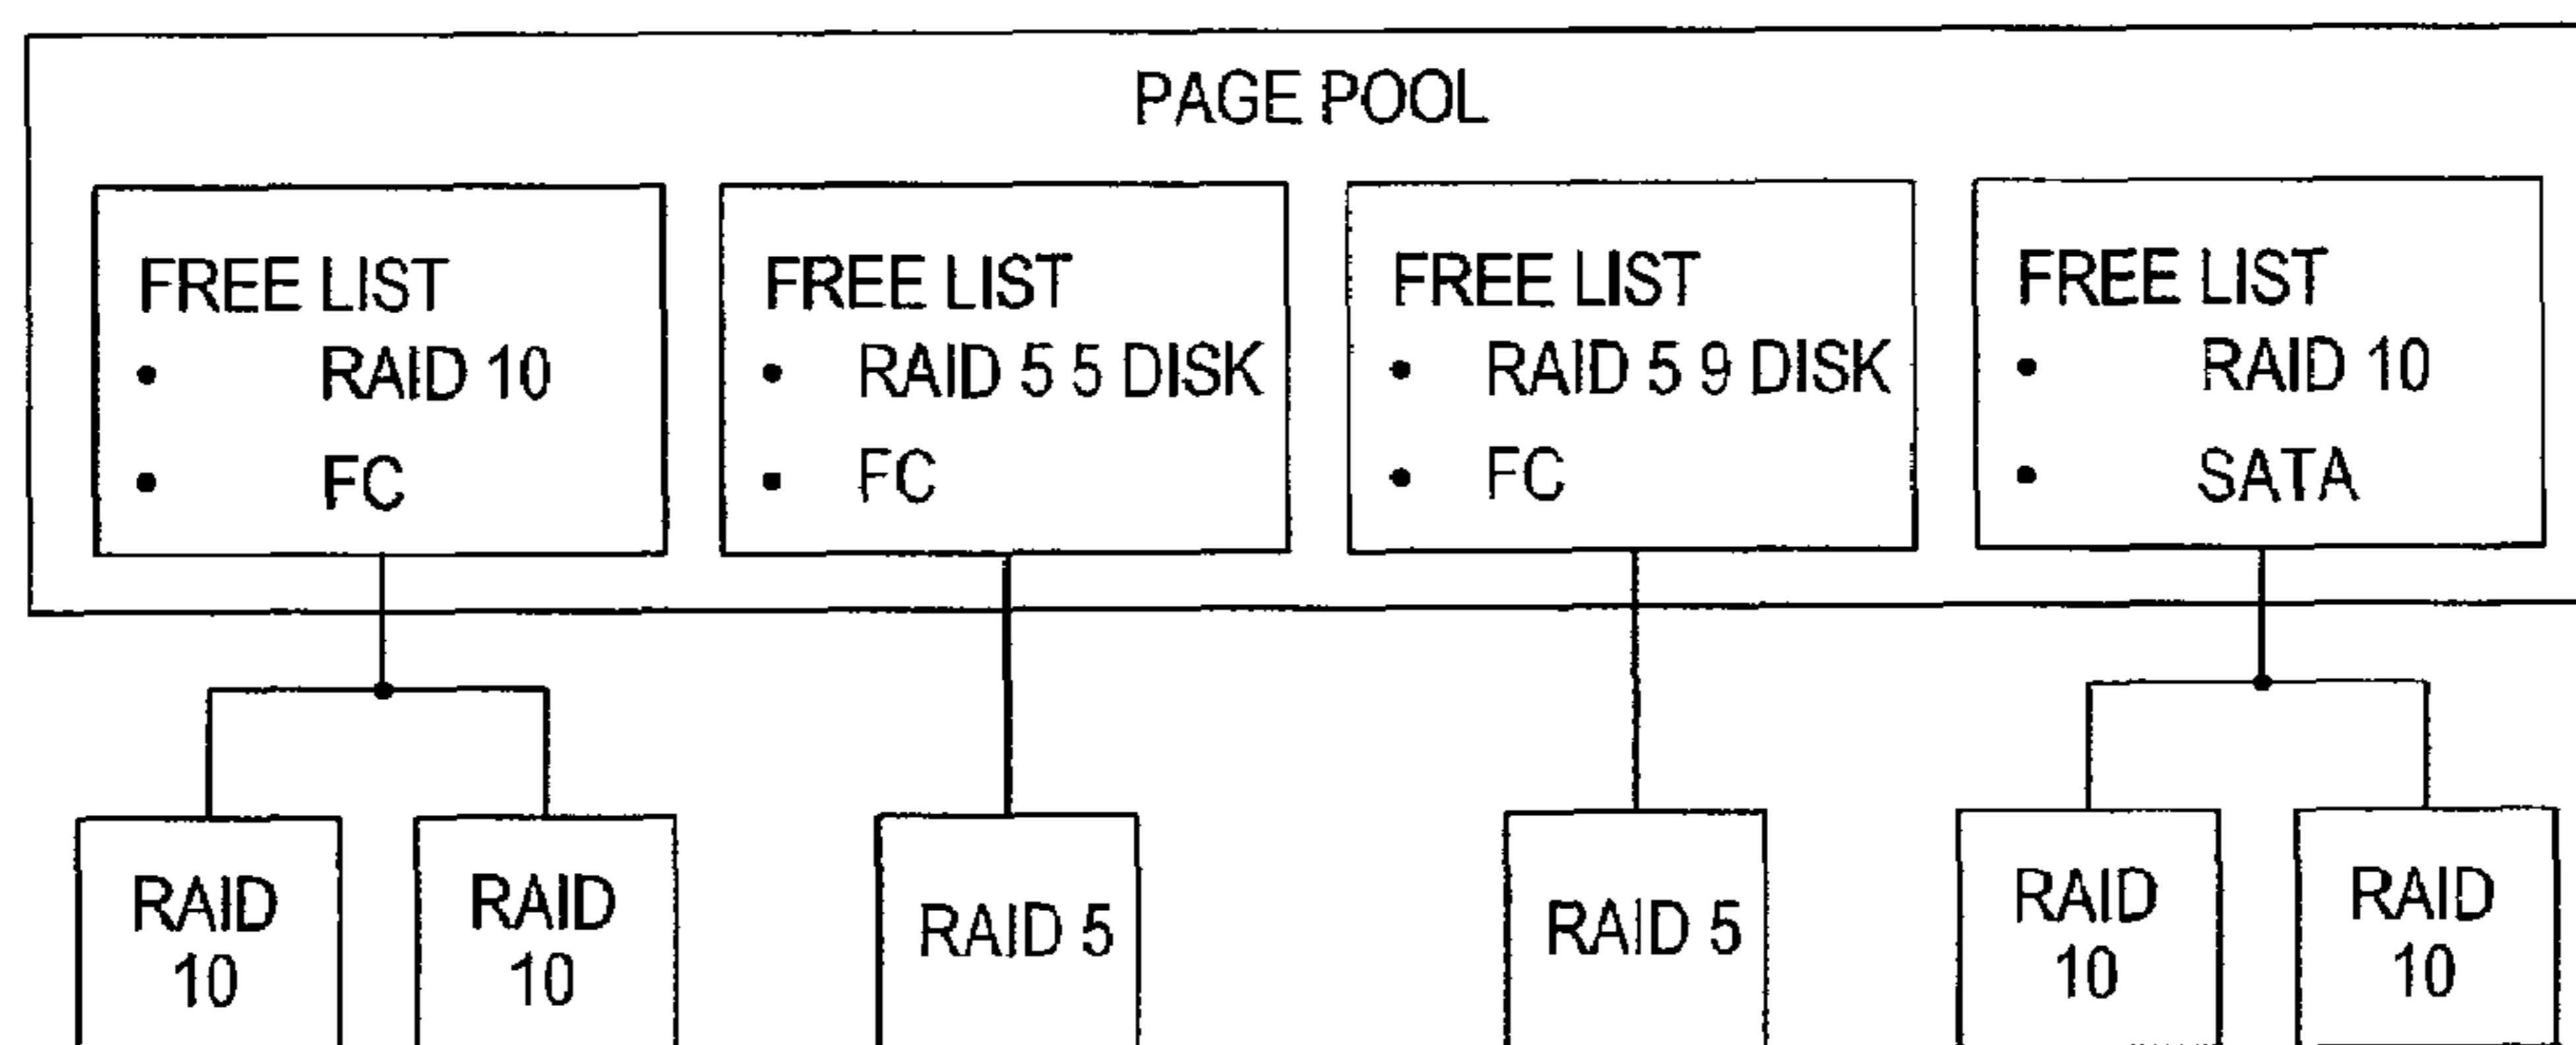 PAGE POOL
FREE LIST
• RAID 10
• FC
FREE LIST
• RAID 5 5 DISK
• FC
FREE LIST
• RAID 5 9 DISK
• FC
FREE LIST
• RAID 10
• SATA
RAID
10
RAID
10
RAID 5
RAID 5
RAID
10
RAID
10